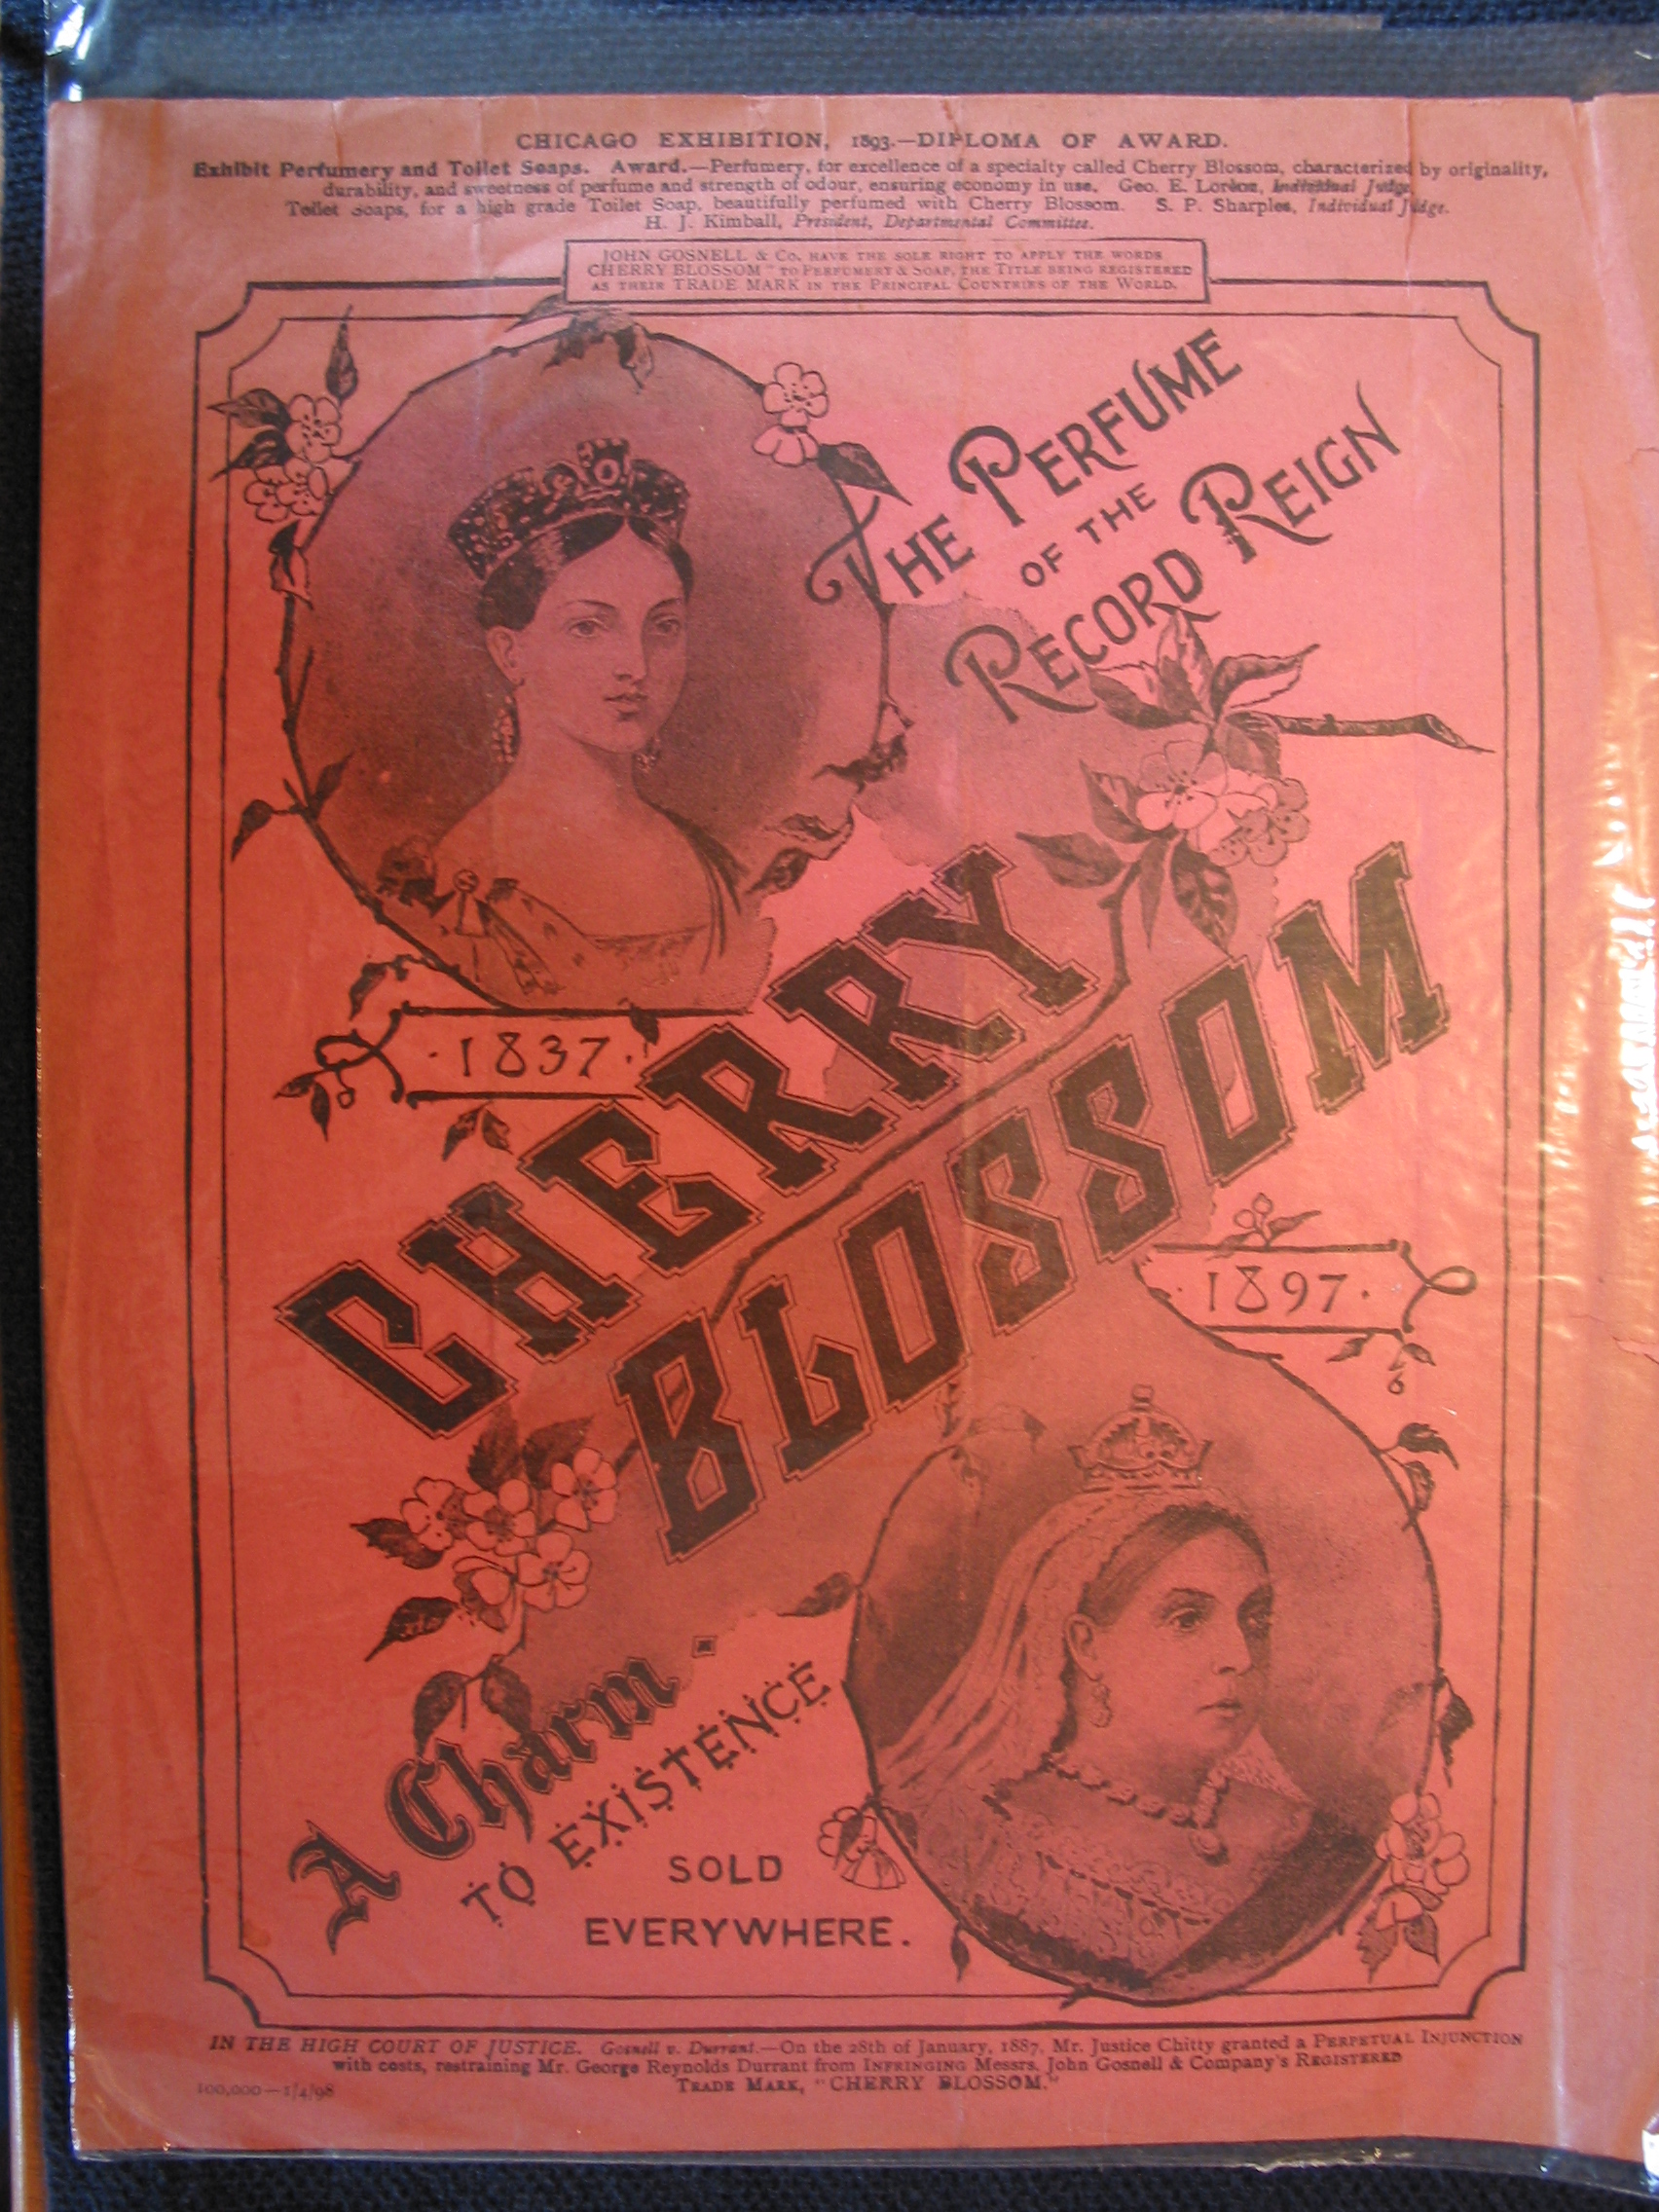 CHICAGO EXHIBITION, 1893.—DIPLOMA OF AWARD.
Exhibit Perfumery and Toilet Soaps. Award.—Perfumery, for excellence of a specialty called Cherry Blossom, characterized by originality,
durability, and sweetness of perfume and strength of odour, ensuring economy in use. Geo. E. Individual Judge.
Toilet Soaps, for a high grade Toilet Soap, beautifully perfumed with Cherry Blossom. S. P. Sharples, Individual Judge.
H. J. Kimball, President, Departmental Committee.
JOHN GOSNELL & Co. HAVE THE SOLE RIGHT TO APPLY THE WORDS
CHERRY BLOSSOM" TO PERFUMERY & SOAP, THE TITLE BEING REGISTERED
AS THEIR TRADE MARK IN THE PRINCIPAL COUNTRIES OF THE WORLD.
THE PERFUME
OF THE
RECORD REIGN
·1837·
CHERRY
BLOSSOM
·1897·
A Charm
TO EXISTENCE
SOLD
EVERYWHERE.
IN THE HIGH COURT OF JUSTICE. Gosnell v. Durrant.—On the 28th of January, 1887, Mr. Justice Chitty granted a PERPETUAL INJUNCTION
with costs, restraining Mr. George Reynolds Durrant from INFRINGING Messrs. John Gosnell & Company's REGISTERED
TRADE MARK, "CHERRY BLOSSOM."
100,000—1/4/98